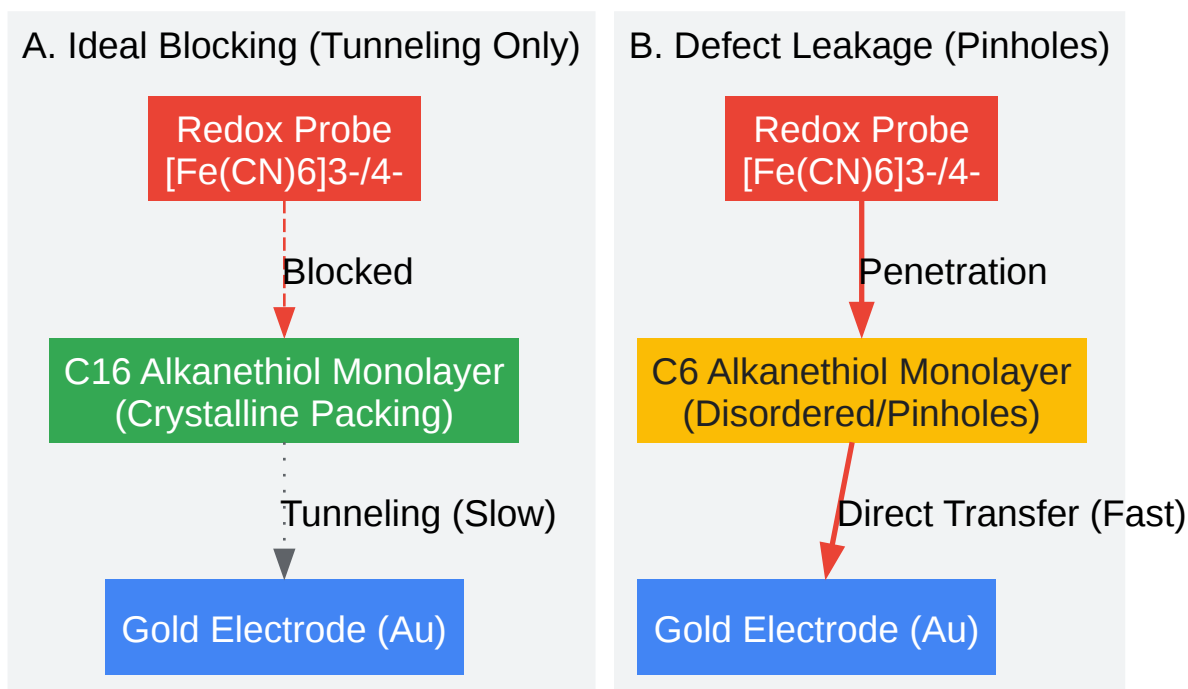 A. Ideal Blocking (Tunneling Only)
Redox Probe
[Fe(CN)6]3-/4-
Blocked
C16 Alkanethiol Monolayer
(Crystalline Packing)
Tunneling (Slow)
Gold Electrode (Au)
B. Defect Leakage (Pinholes)
Redox Probe
[Fe(CN)6]3-/4-
Penetration
C6 Alkanethiol Monolayer
(Disordered/Pinholes)
Direct Transfer (Fast)
Gold Electrode (Au)